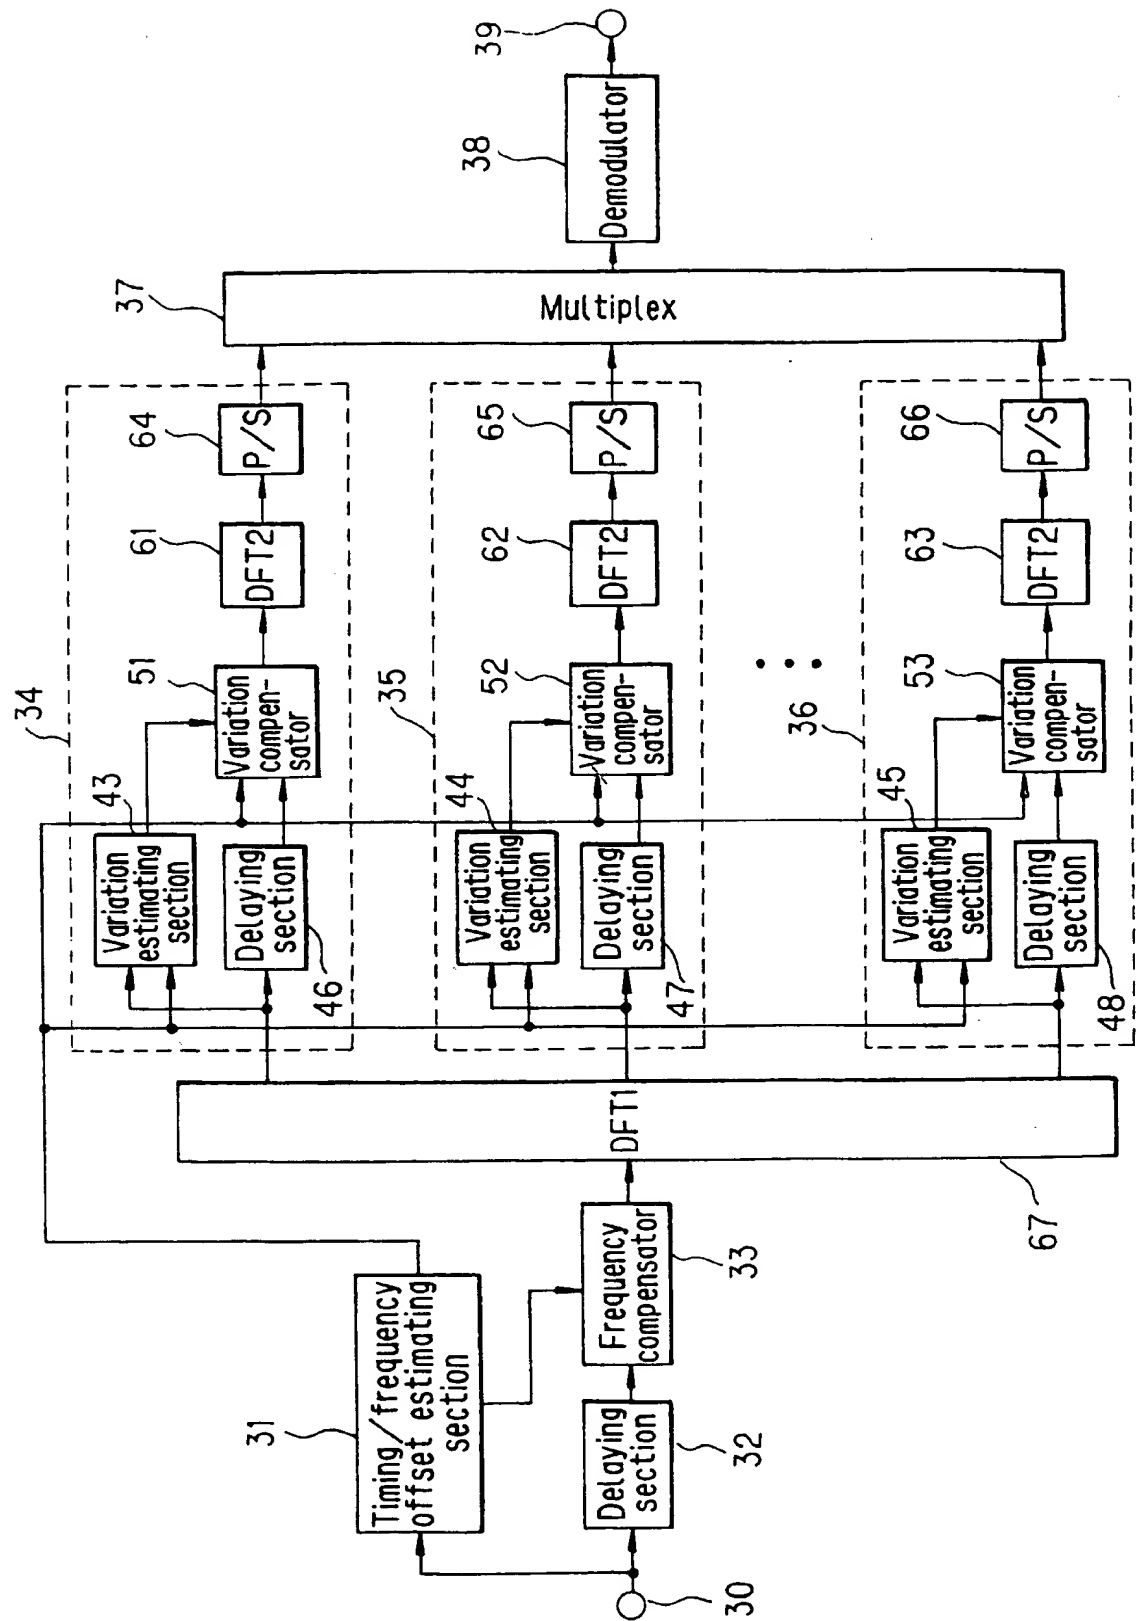 30
31
Timing/frequency
offset estimating
section
32
Delaying
section
33
Frequency
compensator
67
DFT1
34
43
Variation
estimating
section
46
Delaying
section
51
Variation
compen-
sator
61
DFT2
64
P/S
35
44
Variation
estimating
section
47
Delaying
section
52
Variation
compen-
sator
62
DFT2
65
P/S
36
45
Variation
estimating
section
48
Delaying
section
53
Variation
compen-
sator
63
DFT2
66
P/S
37
Multiplex
38
Demodulator
39